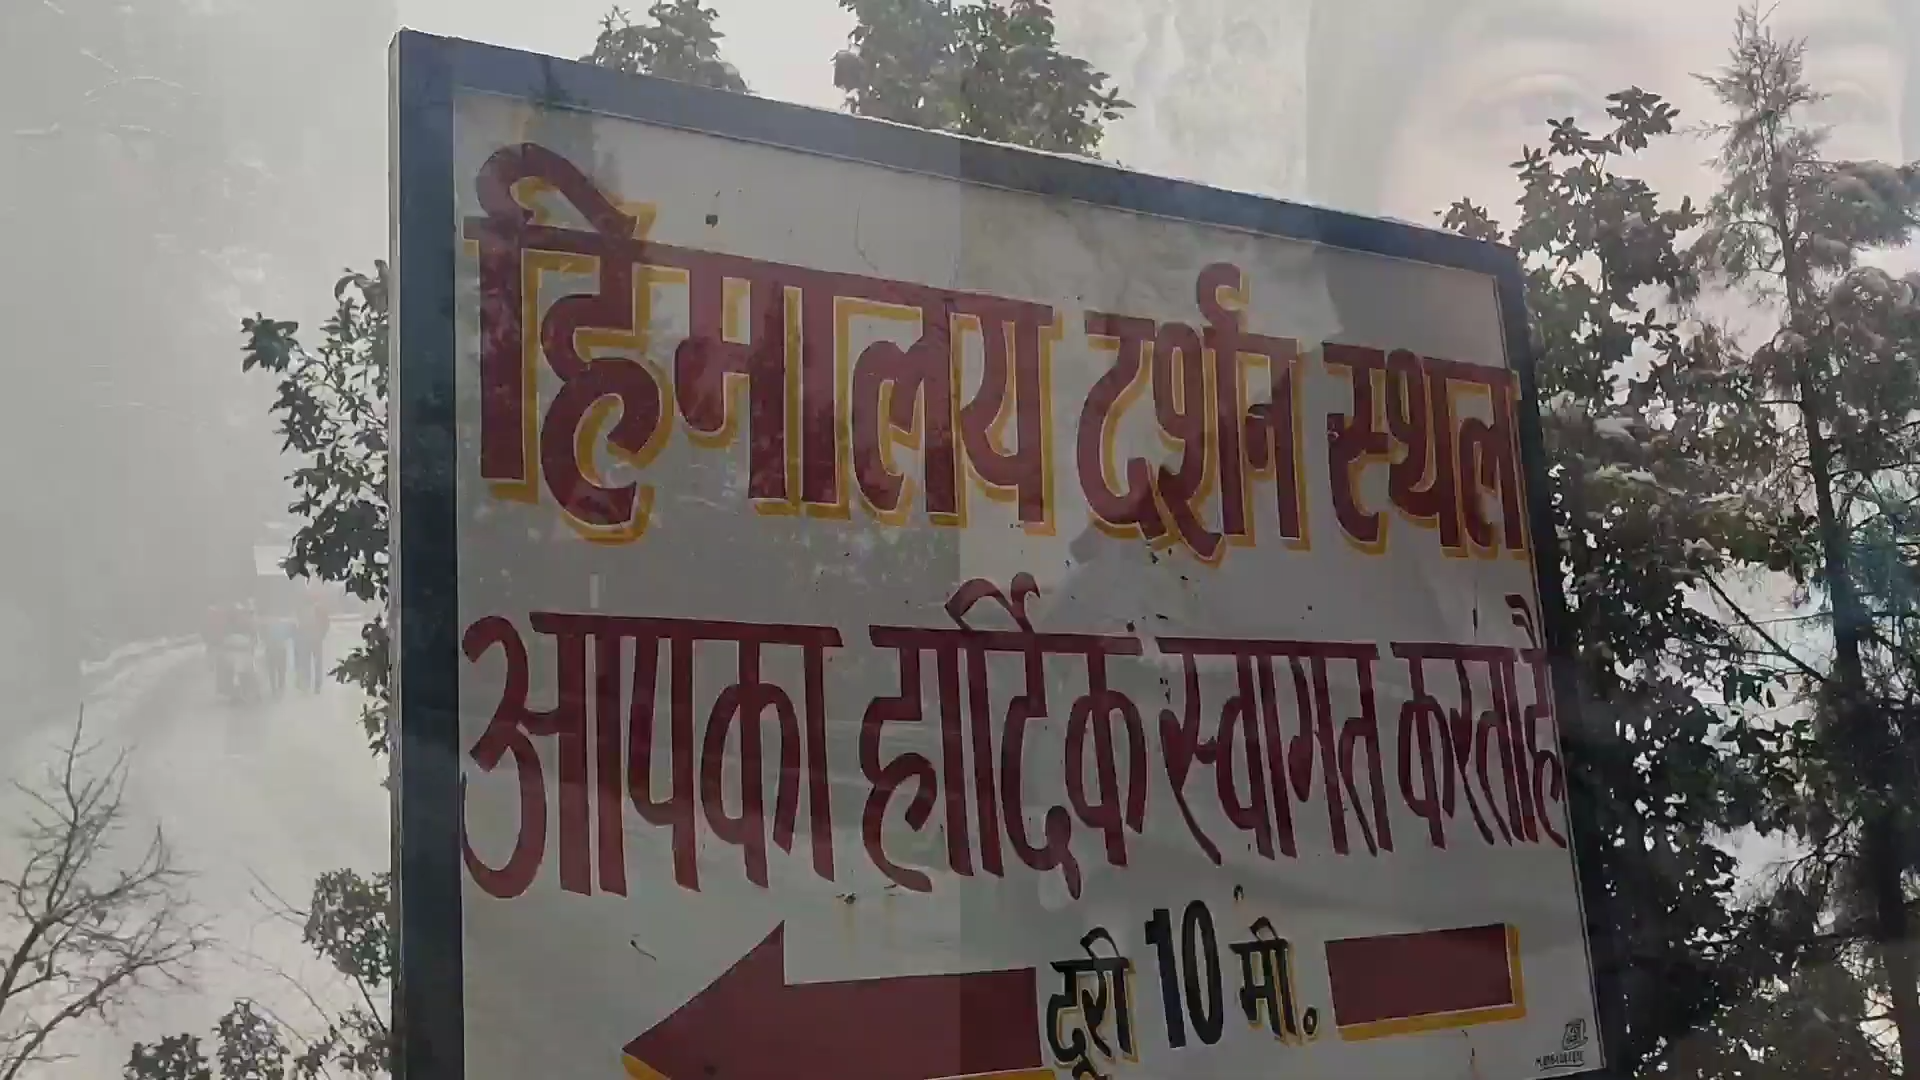 हिमालय दर्शन स्थल
आपका हार्दिक स्वागत करता है
दूरी 10 मी॰